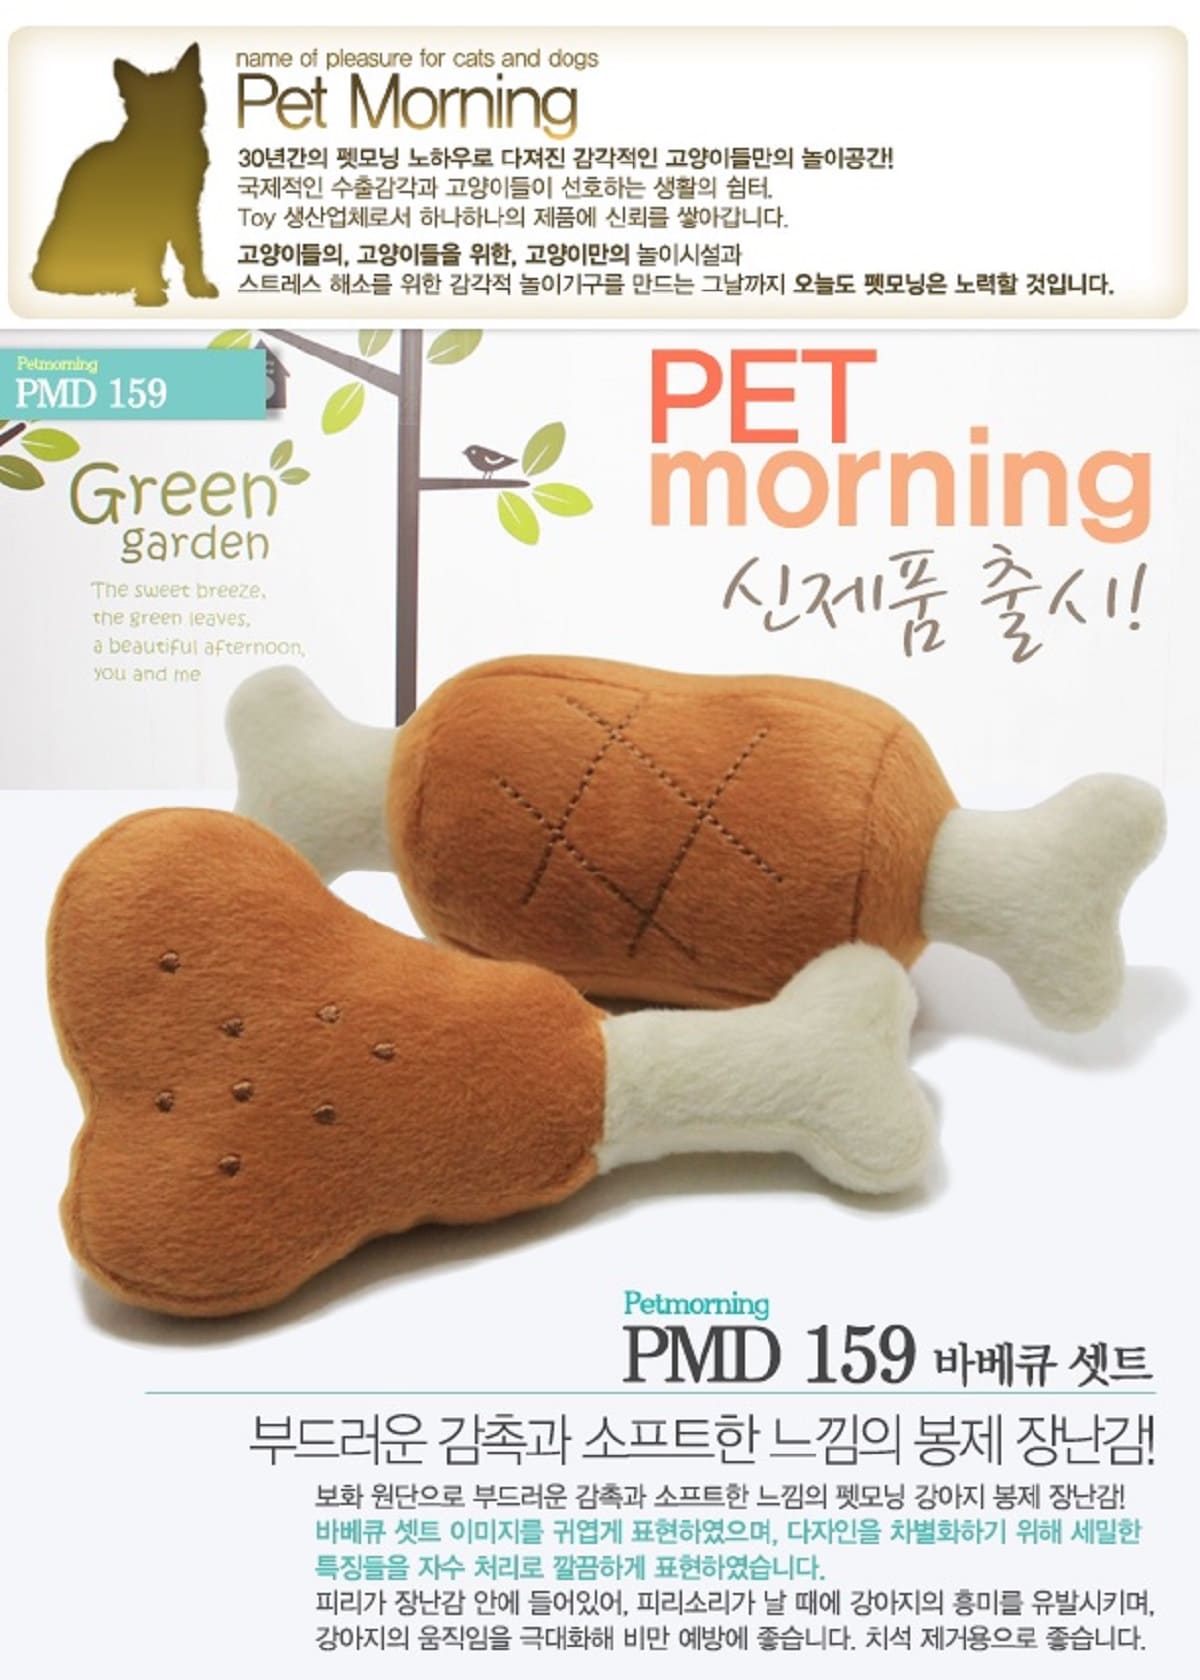 name of pleasure for cats and dogs
Pet Morning
30년간의 펫모닝 노하우로 다져진 감각적인 고양이들만의 놀이공간!
국제적인 수출감각과 고양이들이 선호하는 생활의 쉼터.
Toy 생산업체로서 하나하나의 제품에 신뢰를 쌓아갑니다.
고양이들의, 고양이들을 위한, 고양이만의 놀이시설과
스트레스 해소를 위한 감각적 놀이기구를 만드는 그날까지 오늘도 펫모닝은 노력할 것입니다.
Petmorning
PMD 159
Green
garden
The sweet breeze,
the green leaves,
a beautiful afternoon,
you and me
PET
morning
신제품 출시!
Petmorning
PMD 159 바베큐 셋트
부드러운 감촉과 소프트한 느낌의 봉제 장난감!
보화 원단으로 부드러운 감촉과 소프트한 느낌의 펫모닝 강아지 봉제 장난감!
바베큐 셋트 이미지를 귀엽게 표현하였으며, 다자인을 차별화하기 위해 세밀한
특징들을 자수 처리로 깔끔하게 표현하였습니다.
피리가 장난감 안에 들어있어, 피리소리가 날 때에 강아지의 흥미를 유발시키며,
강아지의 움직임을 극대화해 비만 예방에 좋습니다. 치석 제거용으로 좋습니다.